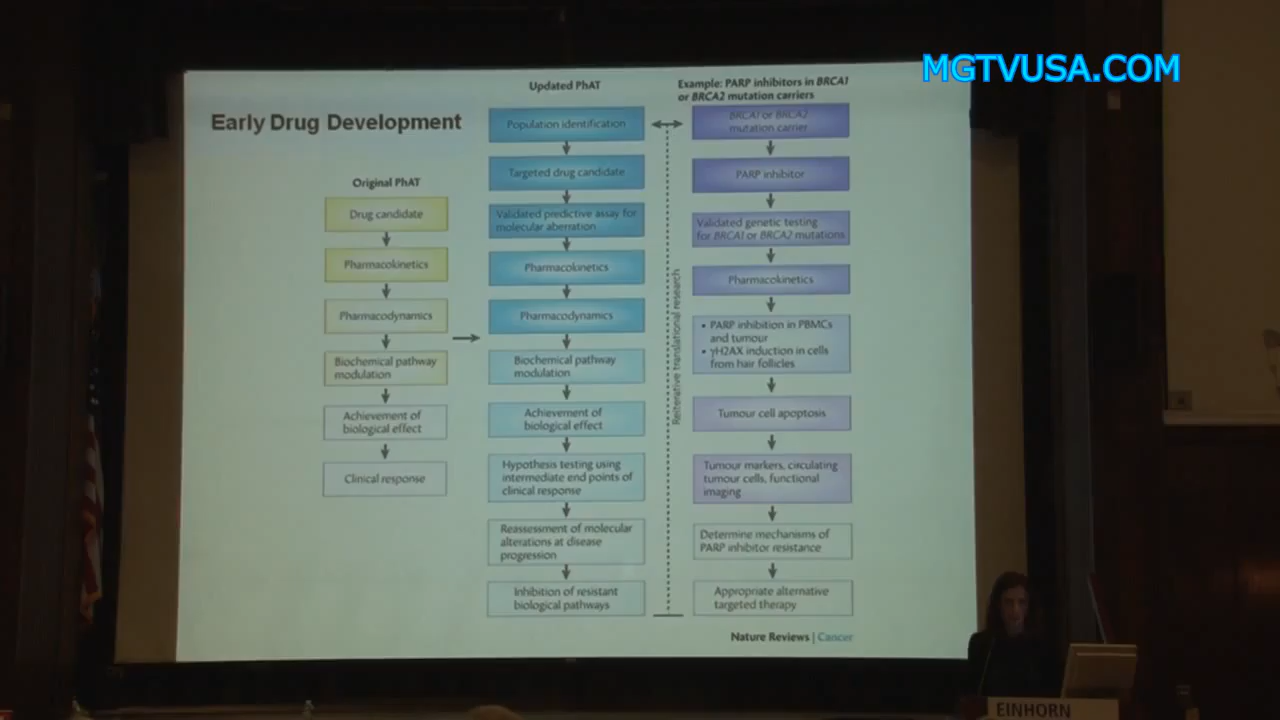 MGTVUSA.COM
Early Drug Development
Original PhAT
Drug candidate
Pharmacokinetics
Pharmacodynamics
Biochemical pathway
modulation
Achievement of
biological effect
Clinical response
Updated PhAT
Population identification
Targeted drug candidate
Validated predictive assay for
molecular aberration
Pharmacokinetics
Pharmacodynamics
Biochemical pathway
modulation
Achievement of
biological effect
Hypothesis testing using
intermediate end points of
clinical response
Reassessment of molecular
alterations at disease
progression
Inhibition of resistant
biological pathways
Reiterative translational research
Example: PARP inhibitors in BRCA1
or BRCA2 mutation carriers
BRCA1 or BRCA2
mutation carrier
PARP inhibitor
Validated genetic testing
for BRCA1 or BRCA2 mutations
Pharmacokinetics
• PARP inhibition in PBMCs
and tumour
• γH2AX induction in cells
from hair follicles
Tumour cell apoptosis
Tumour markers, circulating
tumour cells, functional
imaging
Determine mechanisms of
PARP inhibitor resistance
Appropriate alternative
targeted therapy
Nature Reviews | Cancer
EINHORN